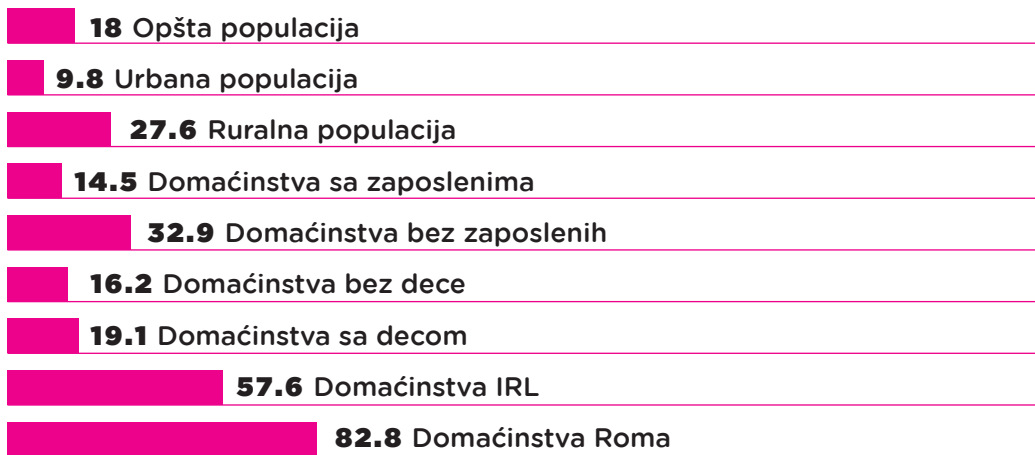 18 Opšta populacija
9.8 Urbana populacija
27.6 Ruralna populacija
14.5 Domaćinstva sa zaposlenima
32.9 Domaćinstva bez zaposlenih
16.2 Domaćinstva bez dece
19.1 Domaćinstva sa decom
57.6 Domaćinstva IRL
82.8 Domaćinstva Roma